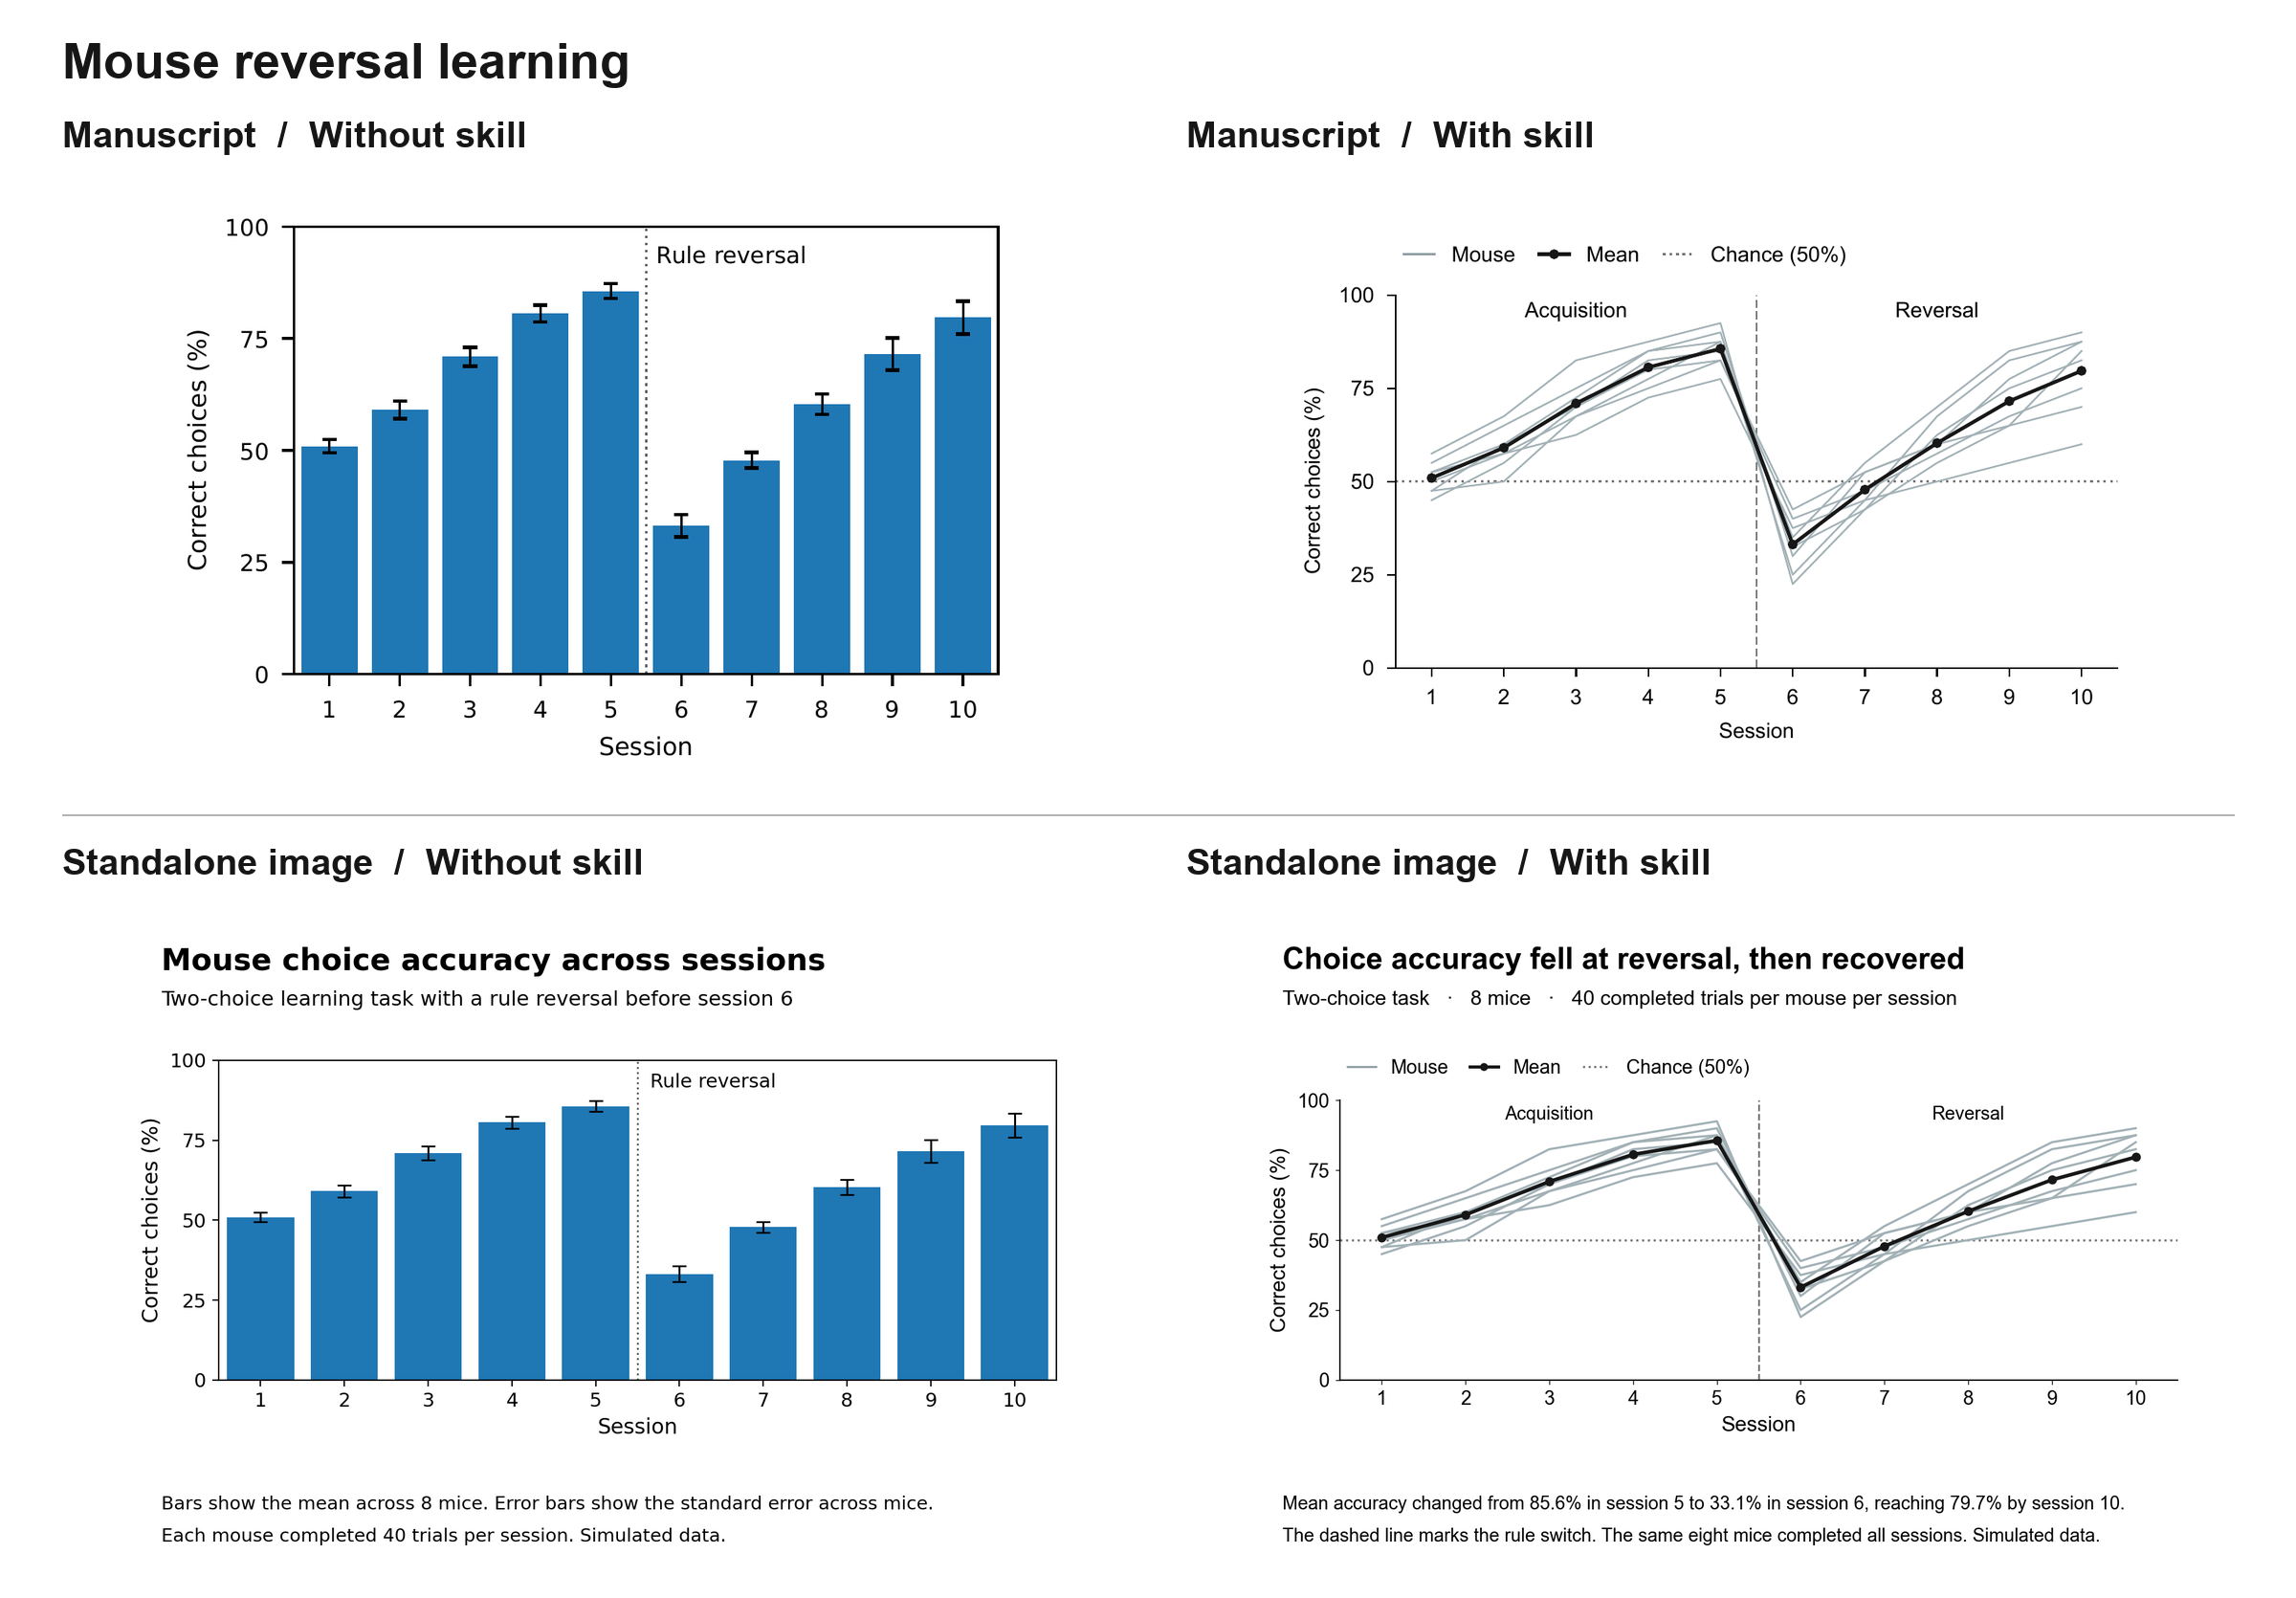 Mouse reversal learning
Manuscript / Without skill
100
75
50
25
0
Correct choices (%)
Rule reversal
1 2 3 4 5 6 7 8 9 10
Session
Manuscript / With skill
Mouse Mean Chance (50%)
100
75
50
25
0
Correct choices (%)
Acquisition Reversal
1 2 3 4 5 6 7 8 9 10
Session
Standalone image / Without skill
Mouse choice accuracy across sessions
Two-choice learning task with a rule reversal before session 6
100
75
50
25
0
Correct choices (%)
Rule reversal
1 2 3 4 5 6 7 8 9 10
Session
Bars show the mean across 8 mice. Error bars show the standard error across mice.
Each mouse completed 40 trials per session. Simulated data.
Standalone image / With skill
Choice accuracy fell at reversal, then recovered
Two-choice task · 8 mice · 40 completed trials per mouse per session
Mouse Mean Chance (50%)
100
75
50
25
0
Correct choices (%)
Acquisition Reversal
1 2 3 4 5 6 7 8 9 10
Session
Mean accuracy changed from 85.6% in session 5 to 33.1% in session 6, reaching 79.7% by session 10.
The dashed line marks the rule switch. The same eight mice completed all sessions. Simulated data.